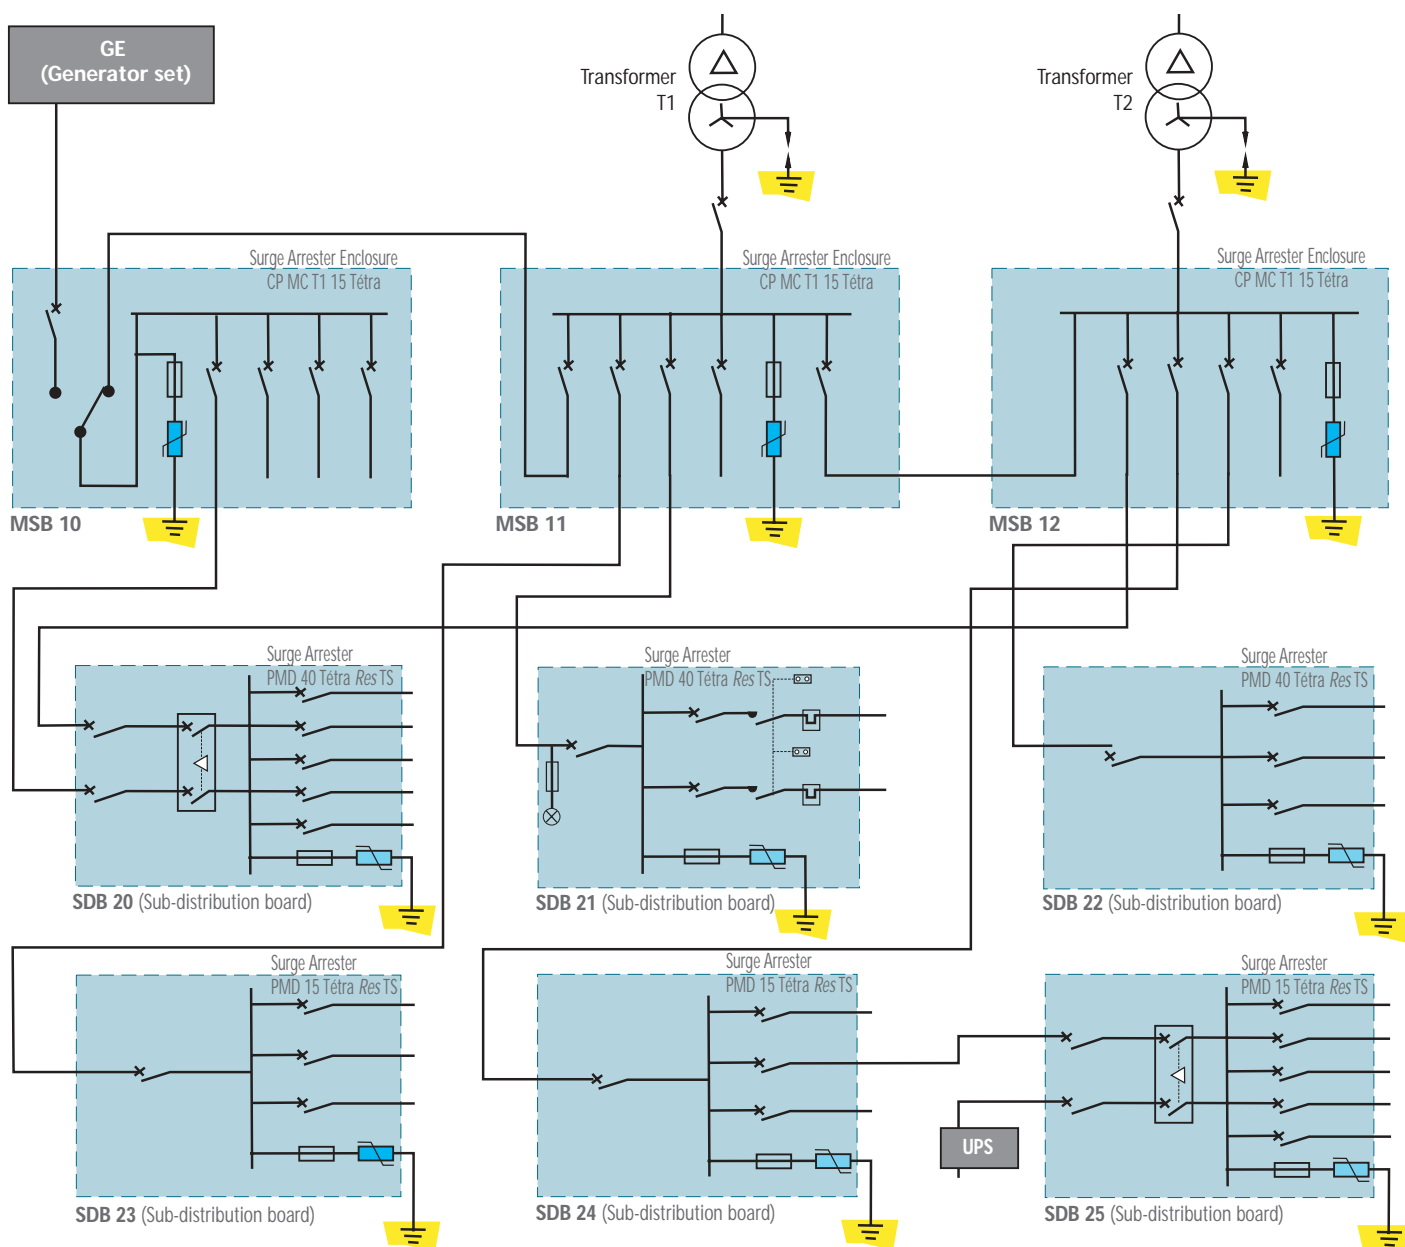 GE
(Generator set)
Transformer
T1
Transformer
T2
Surge Arrester Enclosure
CP MC T1 15 Tétra
Surge Arrester Enclosure
CP MC T1 15 Tétra
Surge Arrester Enclosure
CP MC T1 15 Tétra
MSB 10
MSB 11
MSB 12
Surge Arrester
PMD 40 Tétra Res TS
Surge Arrester
PMD 40 Tétra Res TS
Surge Arrester
PMD 40 Tétra Res TS
SDB 20 (Sub-distribution board)
SDB 21 (Sub-distribution board)
SDB 22 (Sub-distribution board)
Surge Arrester
PMD 15 Tétra Res TS
Surge Arrester
PMD 15 Tétra Res TS
Surge Arrester
PMD 15 Tétra Res TS
UPS
SDB 23 (Sub-distribution board)
SDB 24 (Sub-distribution board)
SDB 25 (Sub-distribution board)